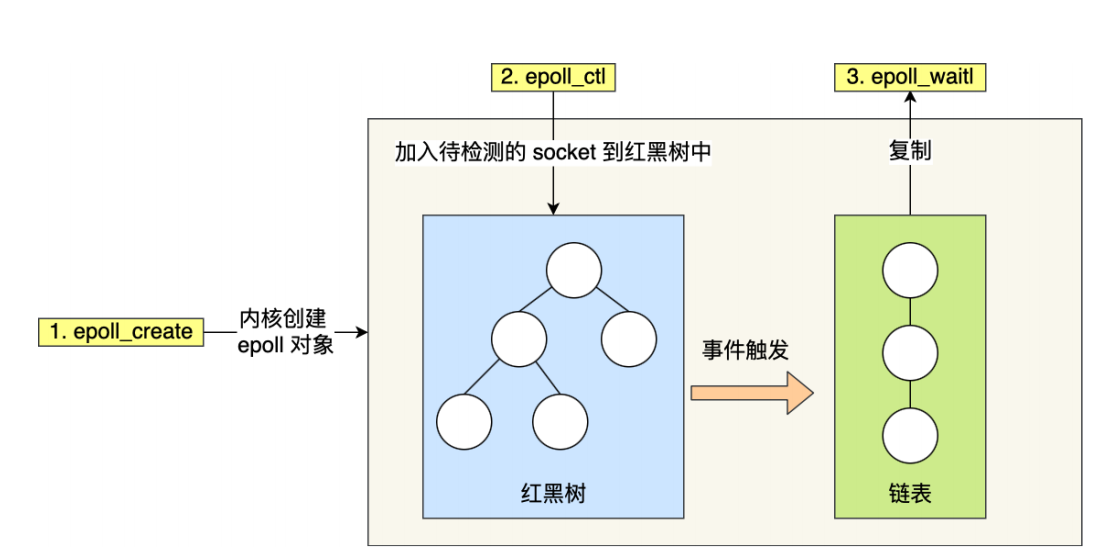 2. epoll_ctl
3. epoll_waitl
加入待检测的 socket 到红黑树中
复制
1. epoll_create
内核创建
epoll 对象
事件触发
红黑树
链表